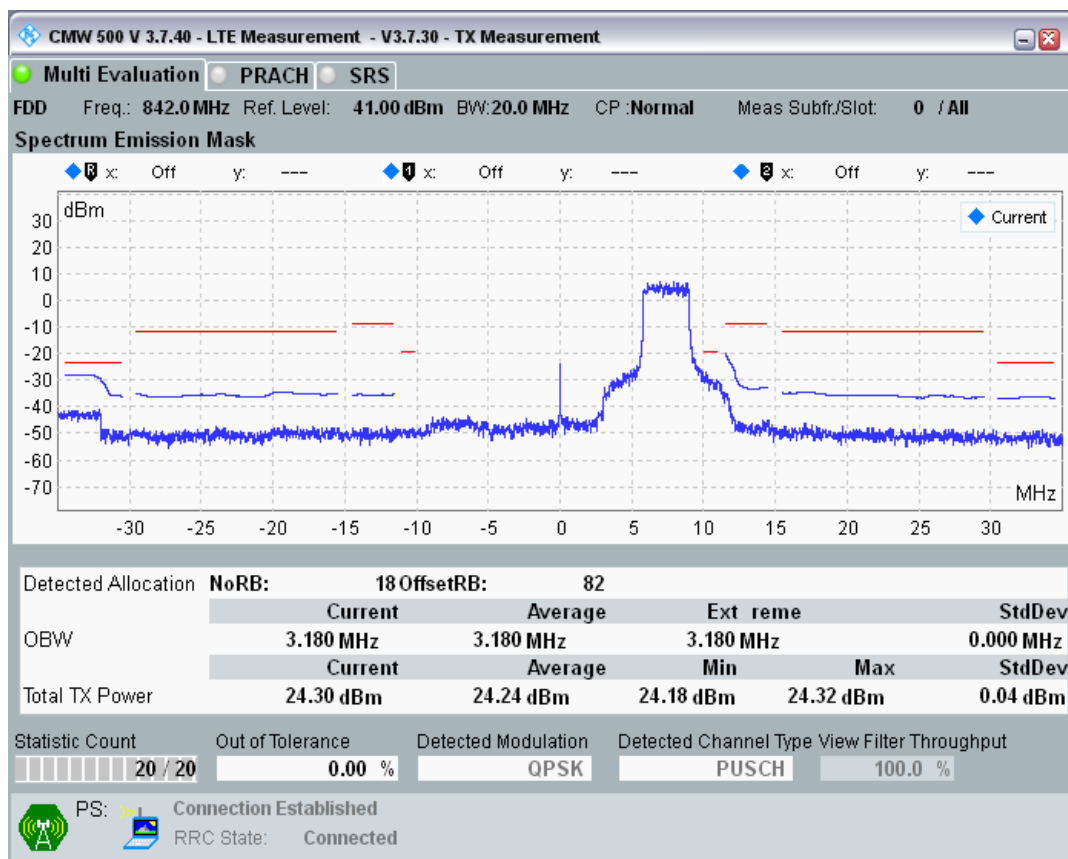 CMW 500 V 3.7.40 - LTE Measurement - V3.7.30 - TX Measurement
Multi Evaluation PRACH SRS
FDD Freq.: 842.0 MHz Ref. Level: 41.00 dBm BW:20.0 MHz CP :Normal Meas Subfr./Slot: 0 / All
Spectrum Emission Mask
R x: Off y: --- 1 x: Off y: --- 2 x: Off y: ---
dBm
Current
30
20
10
0
-10
-20
-30
-40
-50
-60
-70
MHz
-30 -25 -20 -15 -10 -5 0 5 10 15 20 25 30
Detected Allocation NoRB: 18 OffsetRB: 82
Current Average Ext reme StdDev
OBW 3.180 MHz 3.180 MHz 3.180 MHz 0.000 MHz
Current Average Min Max StdDev
Total TX Power 24.30 dBm 24.24 dBm 24.18 dBm 24.32 dBm 0.04 dBm
Statistic Count Out of Tolerance Detected Modulation Detected Channel Type View Filter Throughput
20 / 20 0.00 % QPSK PUSCH 100.0 %
PS: Connection Established
RRC State: Connected